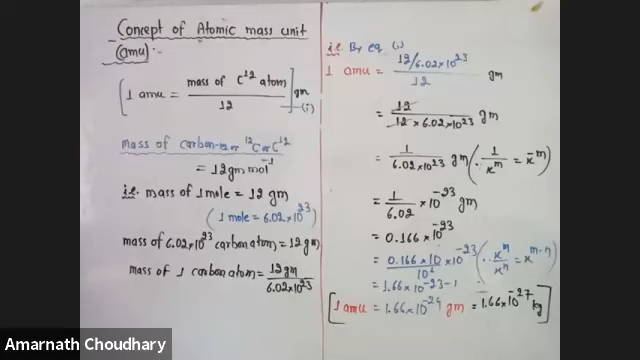 Concept of Atomic mass unit
(amu):-
[1 amu = mass of C¹² atom / 12] gm —(i)
mass of carbon-12 or ¹²C or C¹²
= 12 gm mol⁻¹
i.e. mass of 1 mole = 12 gm
(1 mole = 6.02×10²³)
mass of 6.02×10²³ carbon atom = 12 gm)
mass of 1 carbon atom = 12 gm / 6.02×10²³
i.e. By eq (i)
1 amu = 12/6.02×10²³ / 12 gm
= 12 / 12×6.02×10²³ gm
= 1 / 6.02×10²³ gm (∵ 1/x^m = x^-m)
= 1/6.02 × 10⁻²³ gm
= 0.166×10⁻²³
= 0.166×10 / 10 × 10⁻²³ (∵ x^m/x^n = x^m-n)
= 1.66×10⁻²³⁻¹
[1 amu = 1.66×10⁻²⁴ gm = 1.66×10⁻²⁷ kg]
Amarnath Choudhary